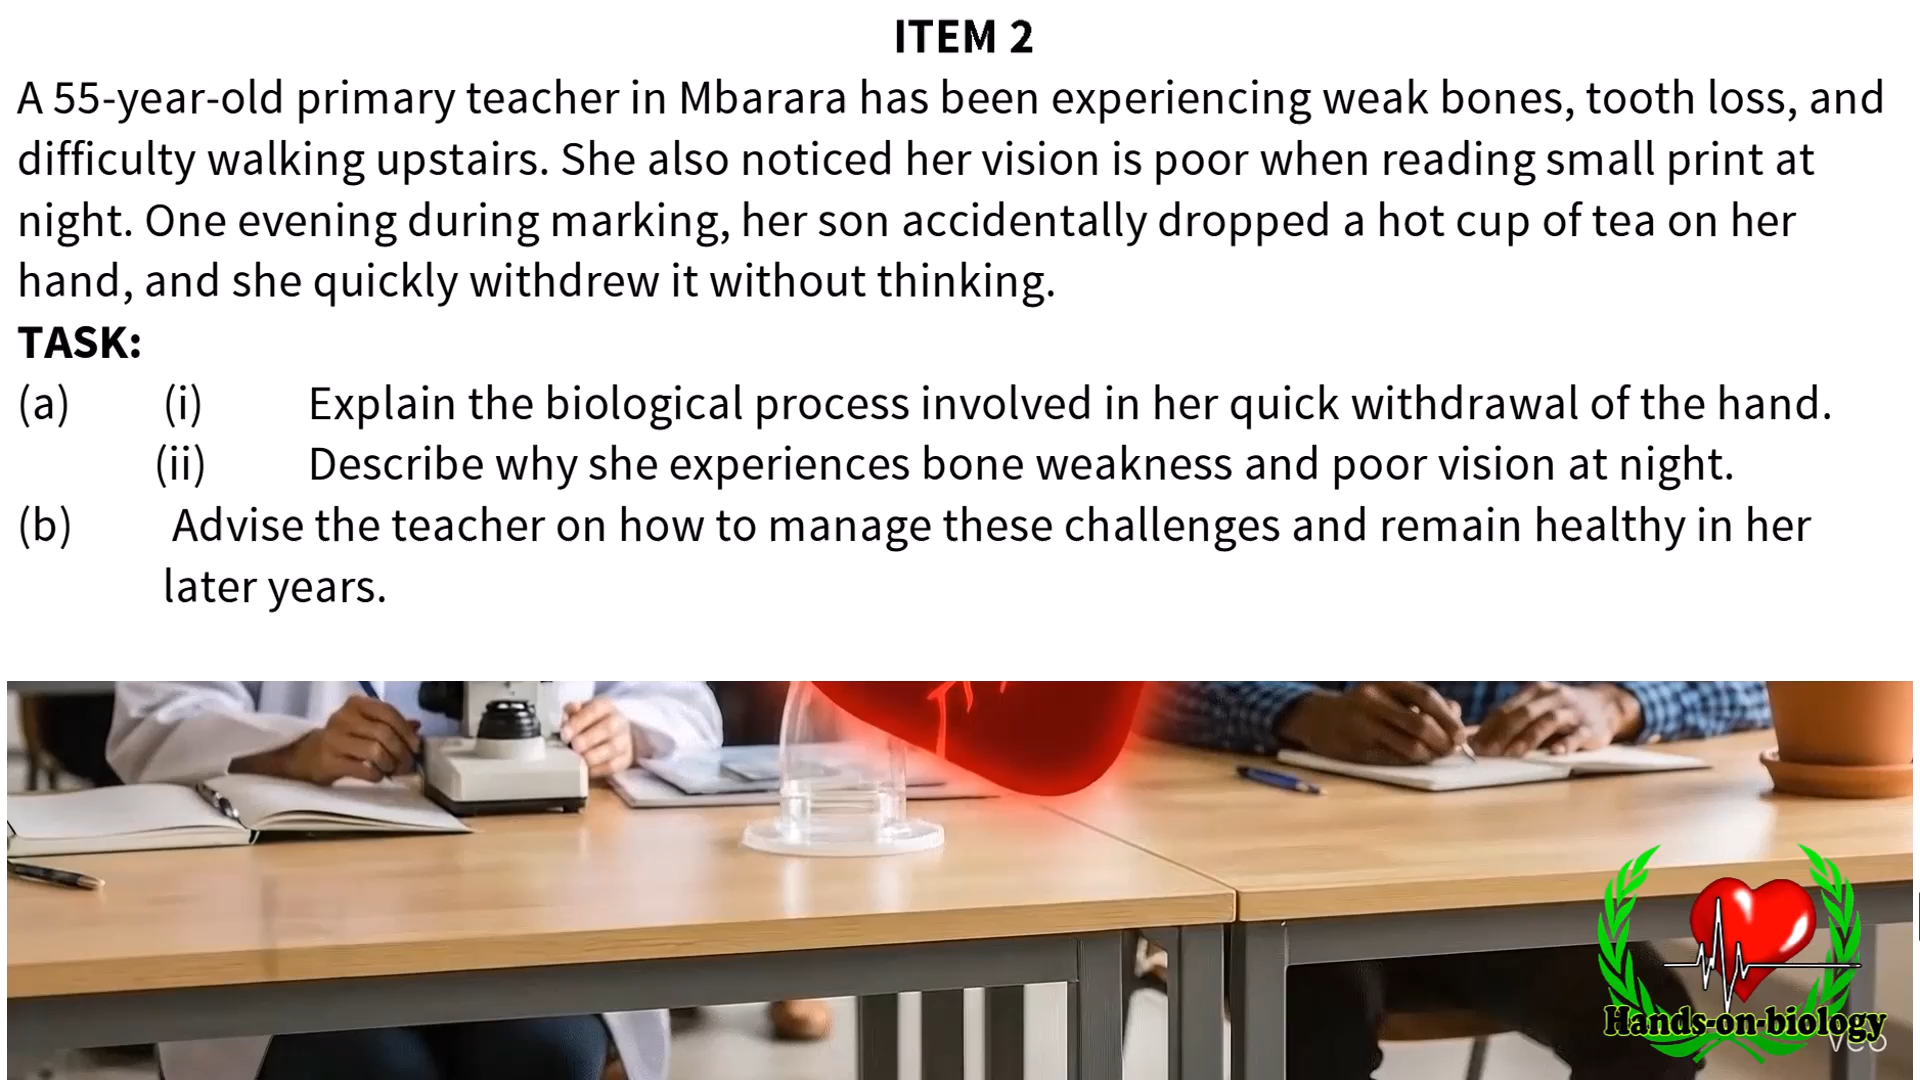 ITEM 2
A 55-year-old primary teacher in Mbarara has been experiencing weak bones, tooth loss, and
difficulty walking upstairs. She also noticed her vision is poor when reading small print at
night. One evening during marking, her son accidentally dropped a hot cup of tea on her
hand, and she quickly withdrew it without thinking.
TASK:
(a) (i) Explain the biological process involved in her quick withdrawal of the hand.
(ii) Describe why she experiences bone weakness and poor vision at night.
(b) Advise the teacher on how to manage these challenges and remain healthy in her
later years.
Hands-on-biology